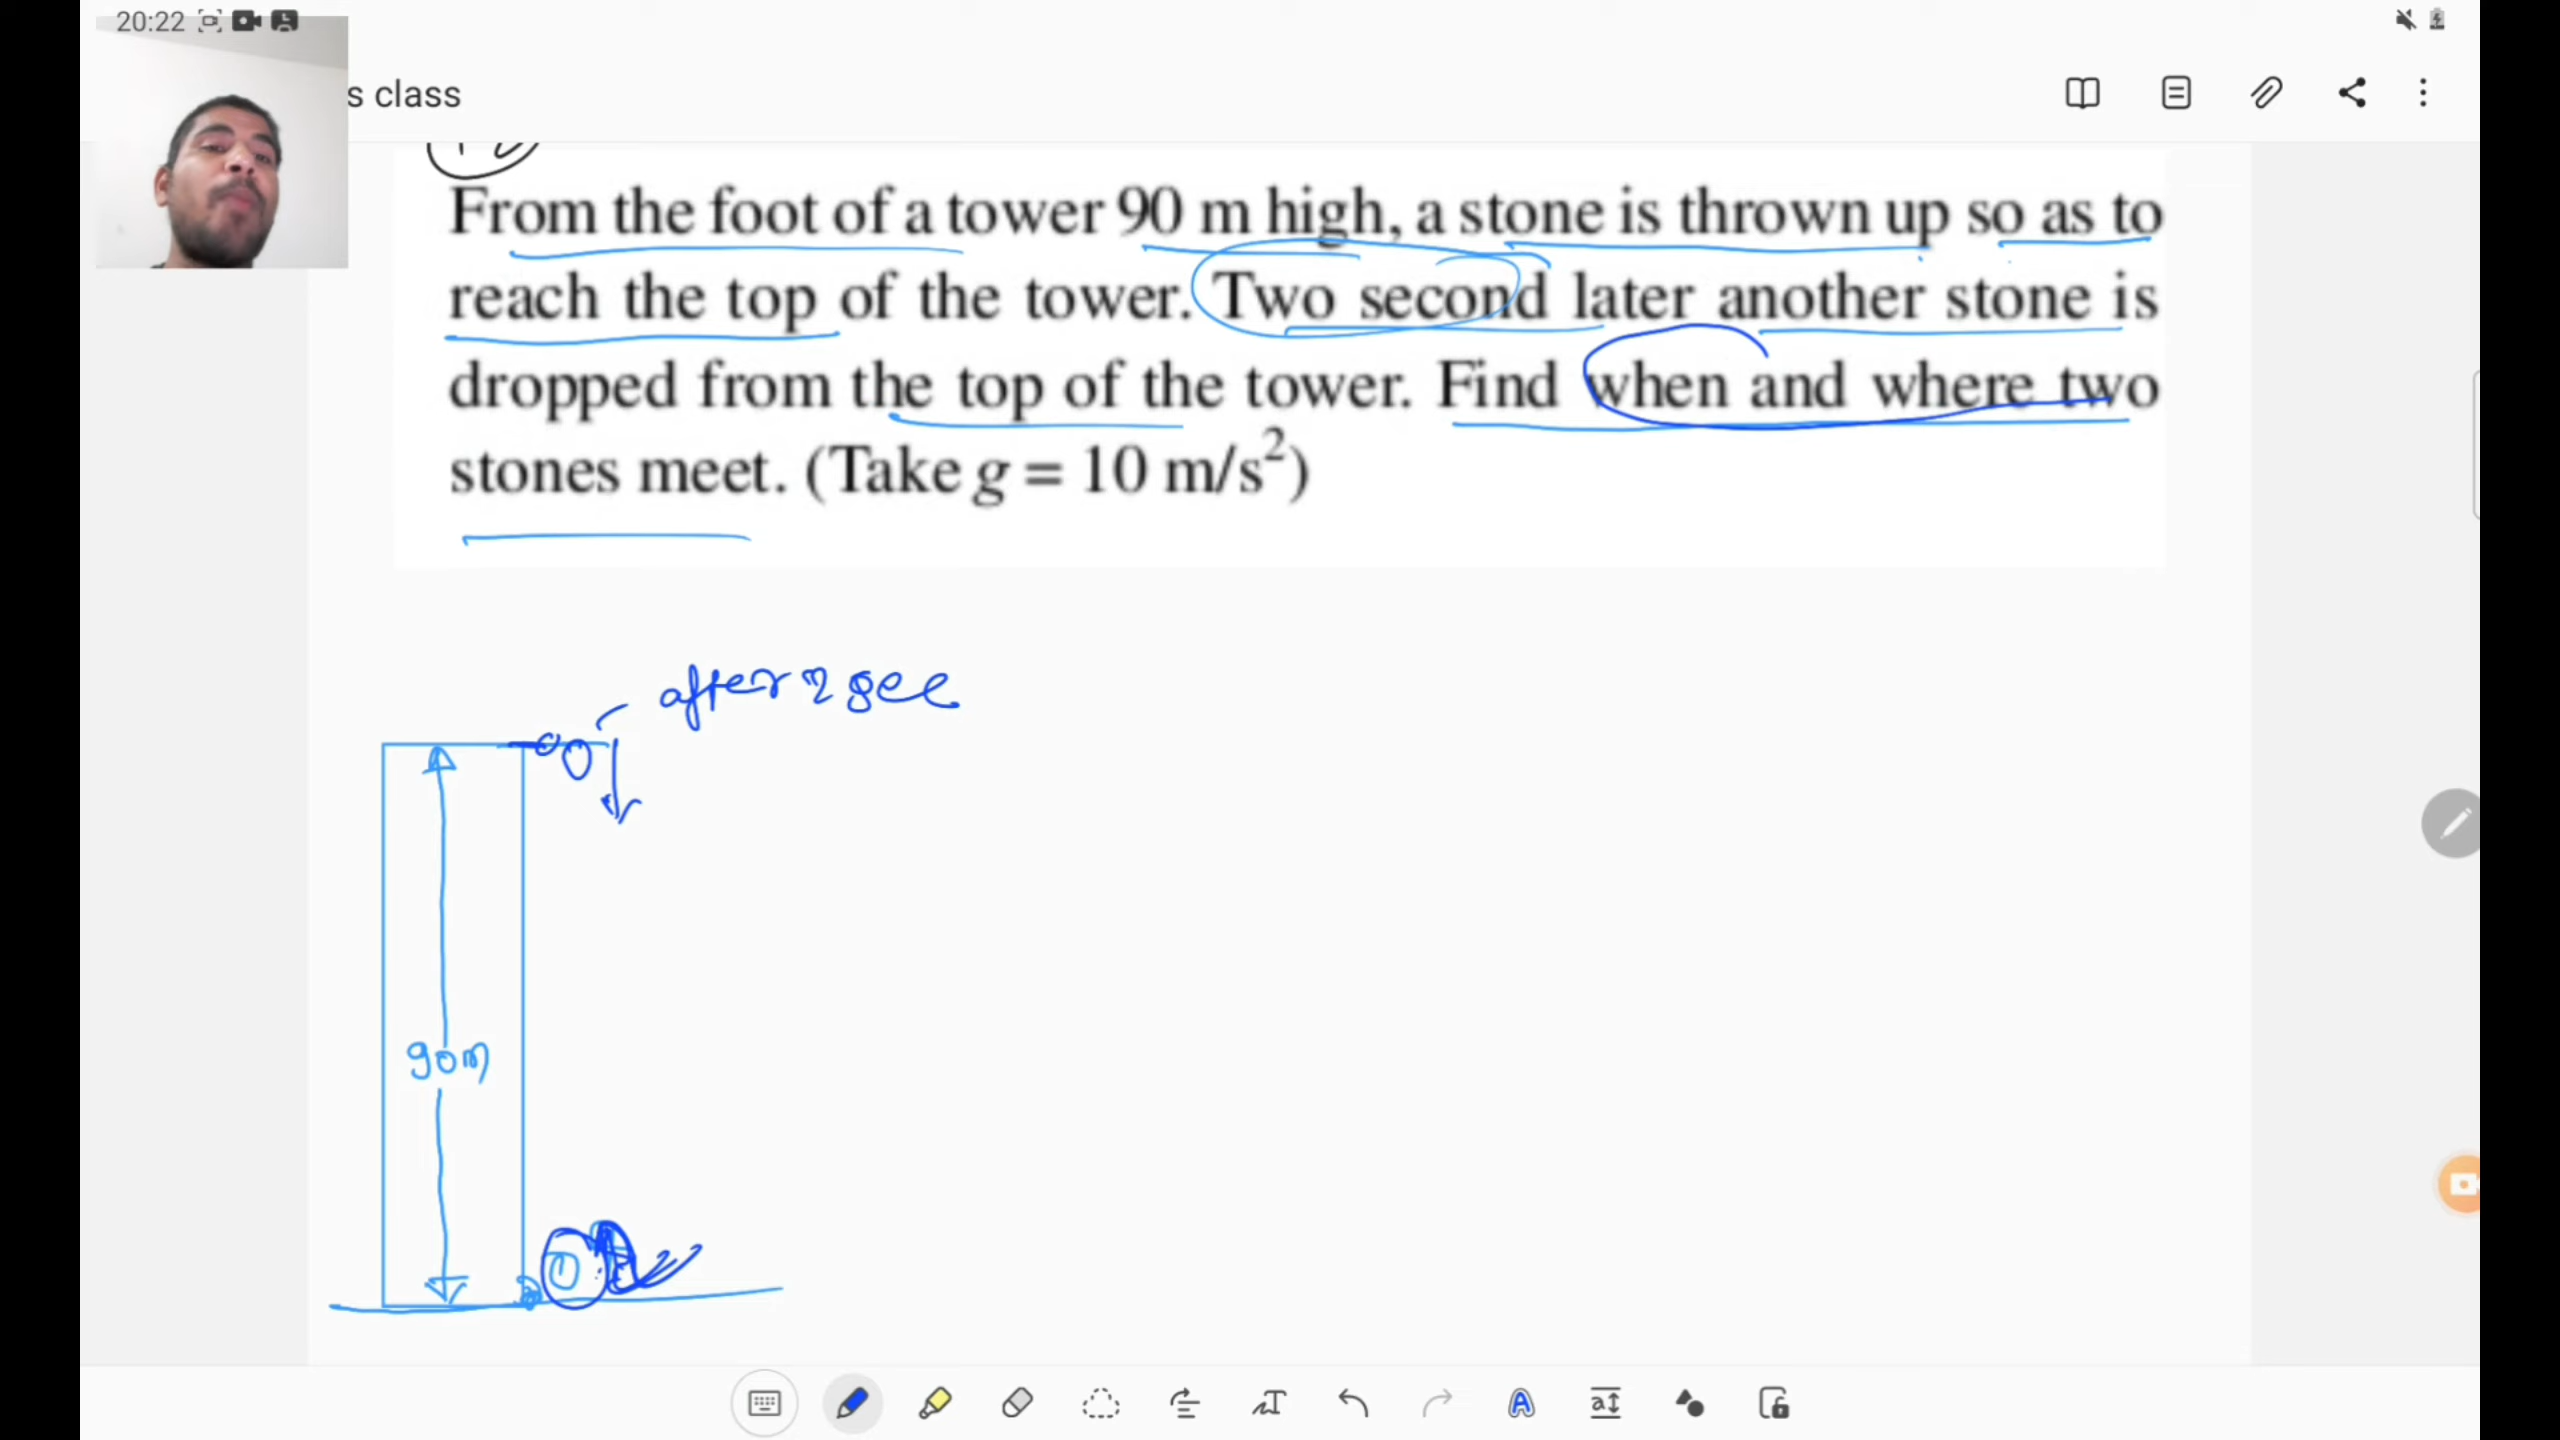 20:22
s class
From the foot of a tower 90 m high, a stone is thrown up so as to
reach the top of the tower. Two second later another stone is
dropped from the top of the tower. Find when and where two
stones meet. (Take g = 10 m/s²)
after 2 sec
90m